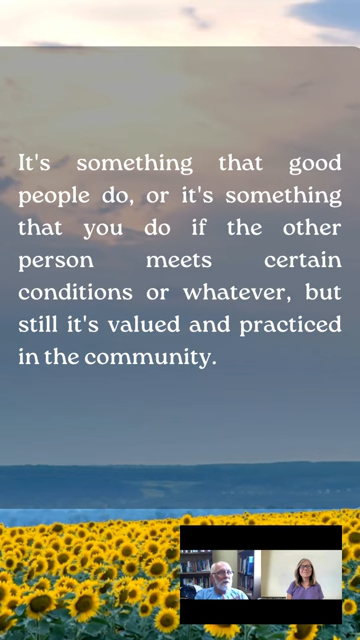 It's something that good
people do, or it's something
that you do if the other
person meets certain
conditions or whatever, but
still it's valued and practiced
in the community.